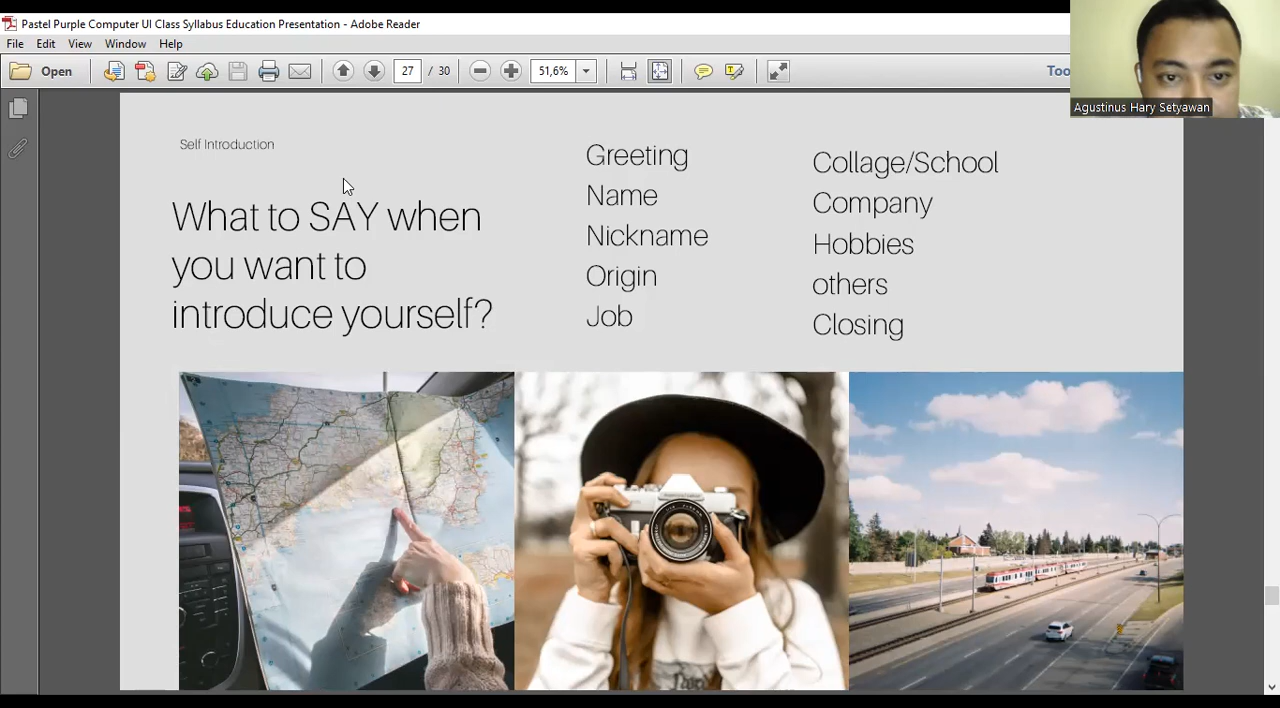 Pastel Purple Computer UI Class Syllabus Education Presentation - Adobe Reader
File Edit View Window Help
Open 27 / 30 51,6% Too
Agustinus Hary Setyawan
Self Introduction
What to SAY when
you want to
introduce yourself?
Greeting
Name
Nickname
Origin
Job
Collage/School
Company
Hobbies
others
Closing